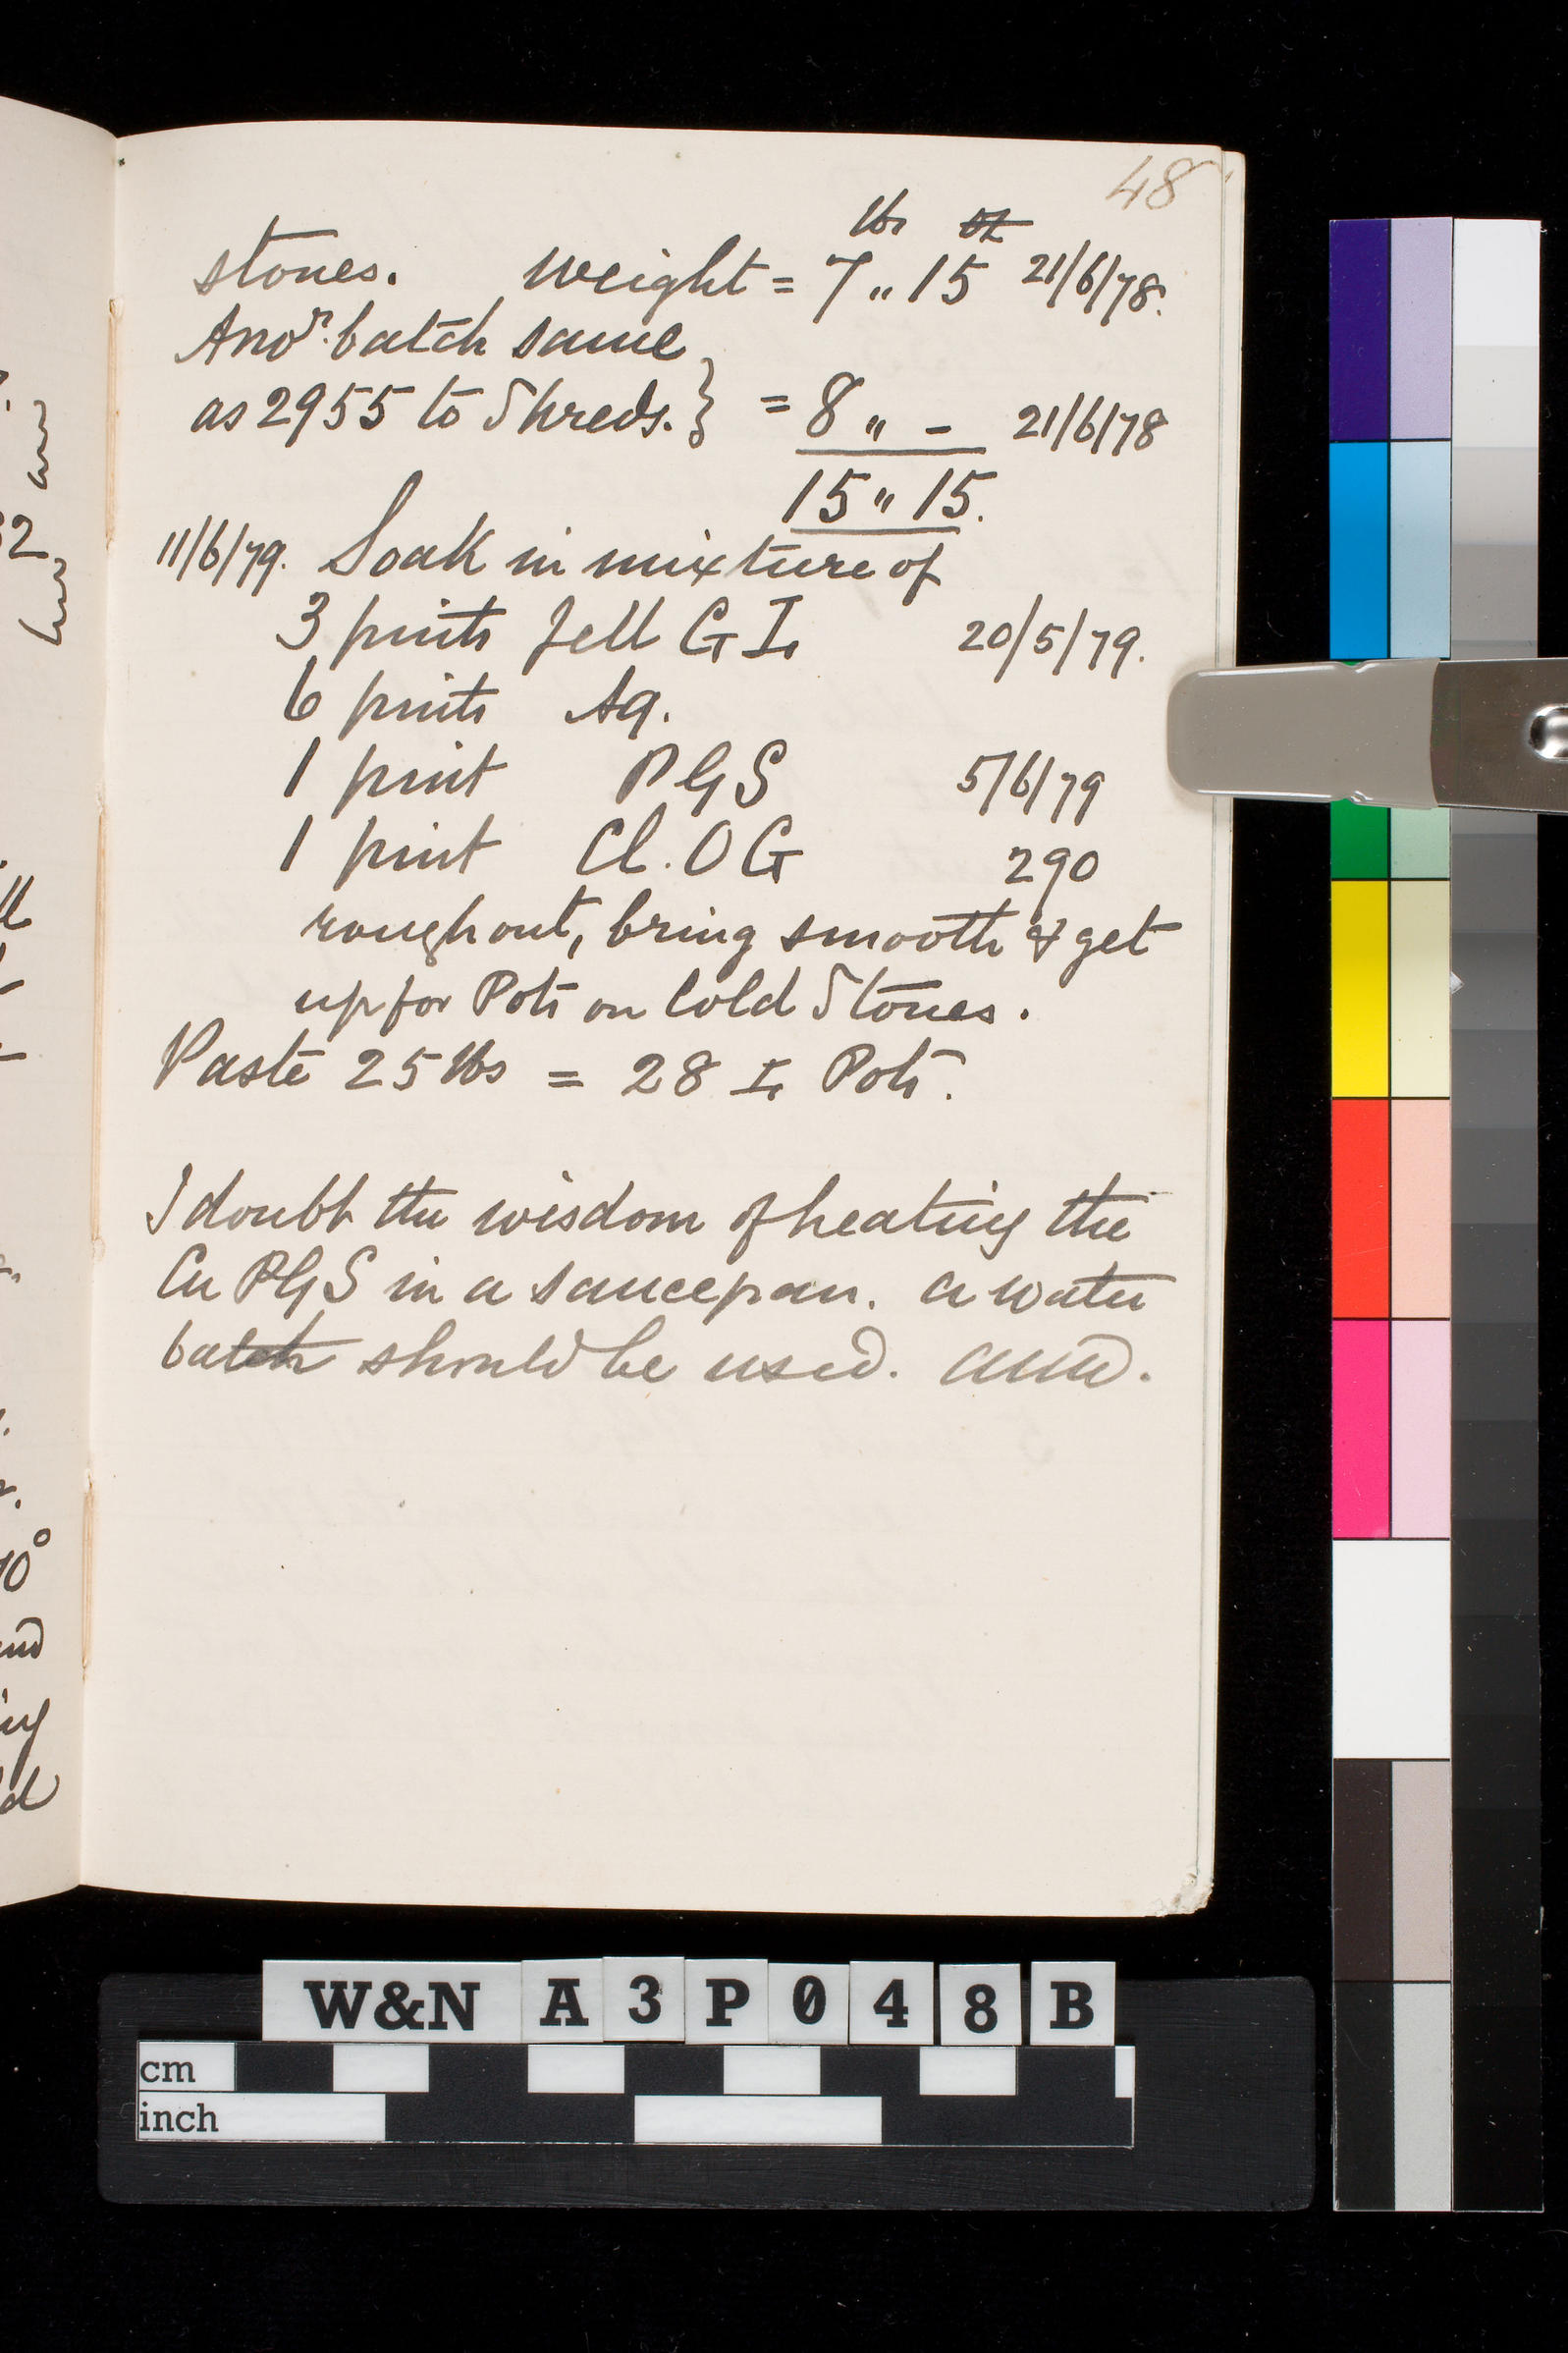 48
lbs oz
stones. weight = 7 " 15 21/6/78.
Anor. batch same
as 2955 to Shreds. } = 8 " - 21/6/78
15 " 15.
11/6/79. Soak in mixture of
3 pints Jell G I. 20/5/79.
6 pints Aq.
1 pint PGS 5/6/79
1 pint Cl. O G 290
rough out, bring smooth & get
up for Pots on Cold Stones.
Paste 25 lbs = 28 I. Pots.
I doubt the wisdom of heating the
Cu PGS in a saucepan. a water
batch should be used.
W&N A3P048B
cm
inch